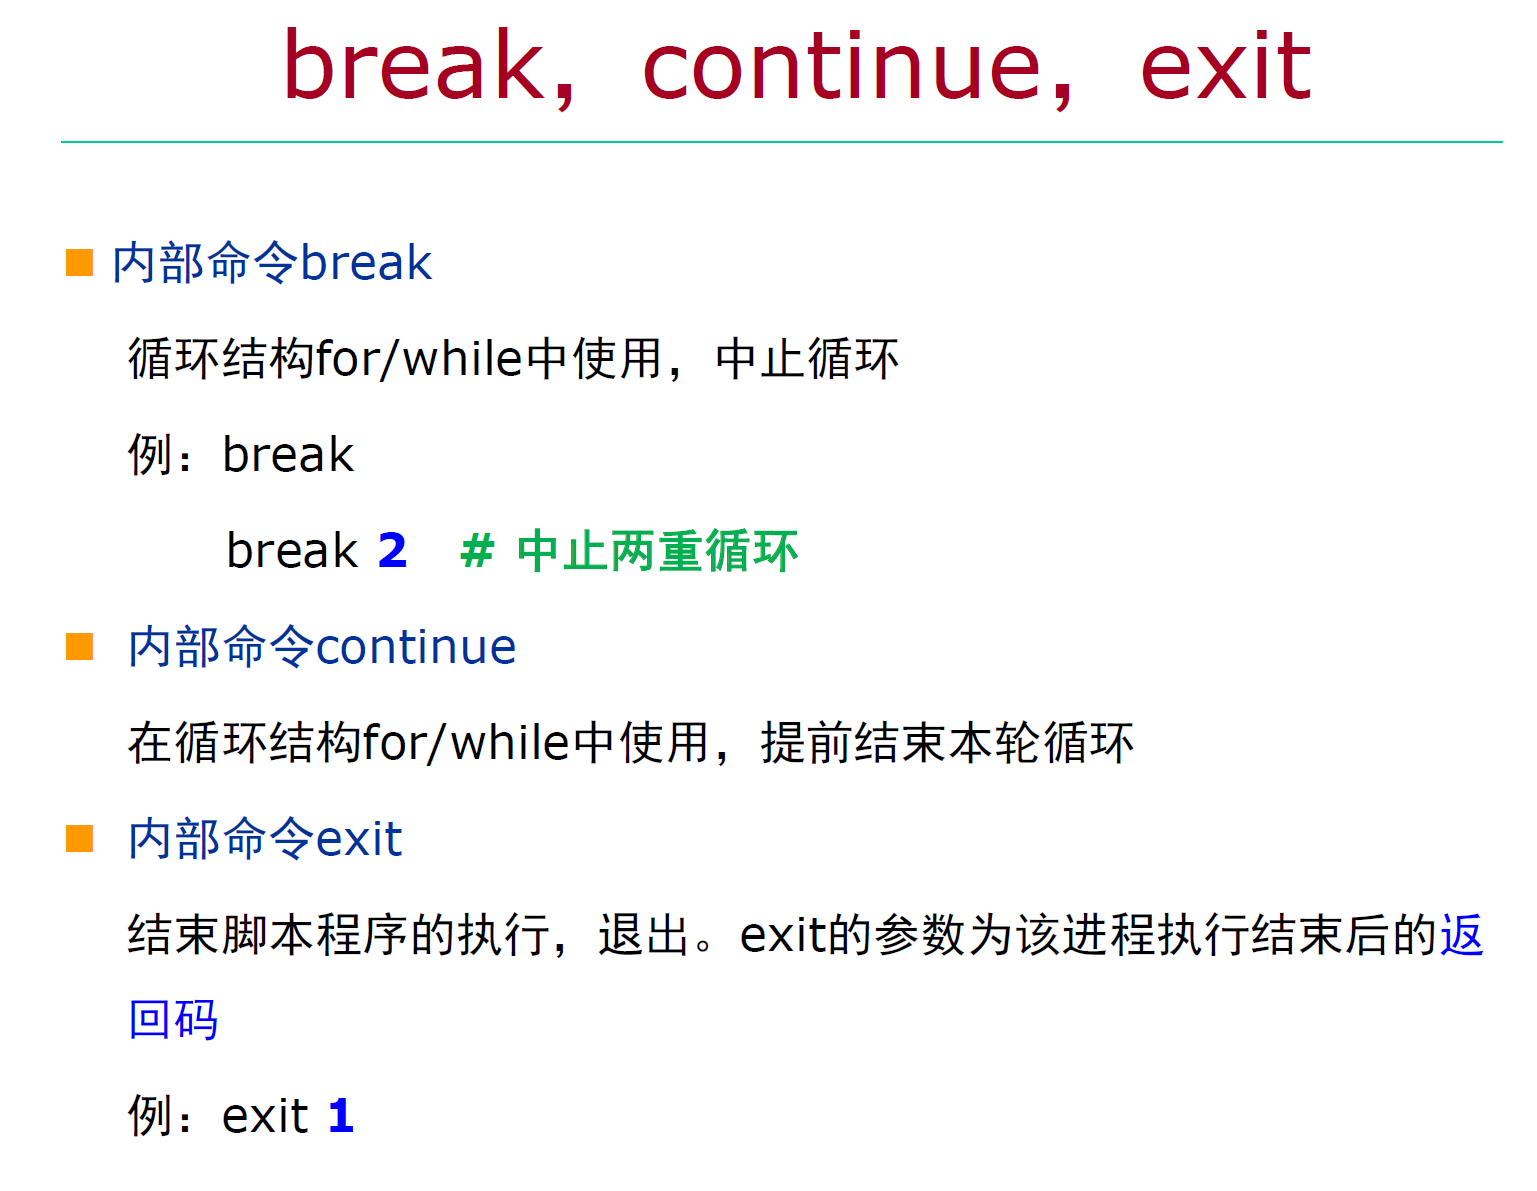 break，continue，exit
内部命令break
循环结构for/while中使用，中止循环
例：break
break 2 # 中止两重循环
内部命令continue
在循环结构for/while中使用，提前结束本轮循环
内部命令exit
结束脚本程序的执行，退出。exit的参数为该进程执行结束后的返
回码
例：exit 1